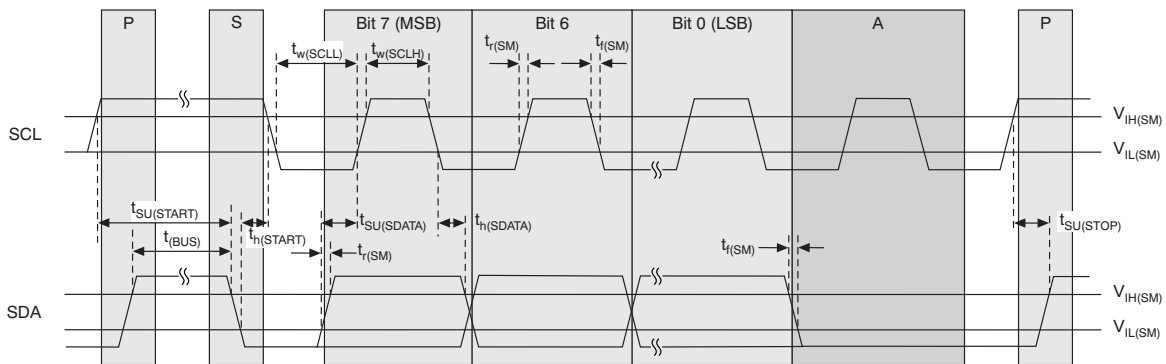 P S Bit 7 (MSB) Bit 6 Bit 0 (LSB) A P
tw(SCLL) tw(SCLH) tr(SM) tf(SM)
SCL
VIH(SM)
VIL(SM)
tSU(START)
th(START)
t(BUS)
tSU(SDATA)
th(SDATA)
tr(SM)
tf(SM)
tSU(STOP)
SDA
VIH(SM)
VIL(SM)